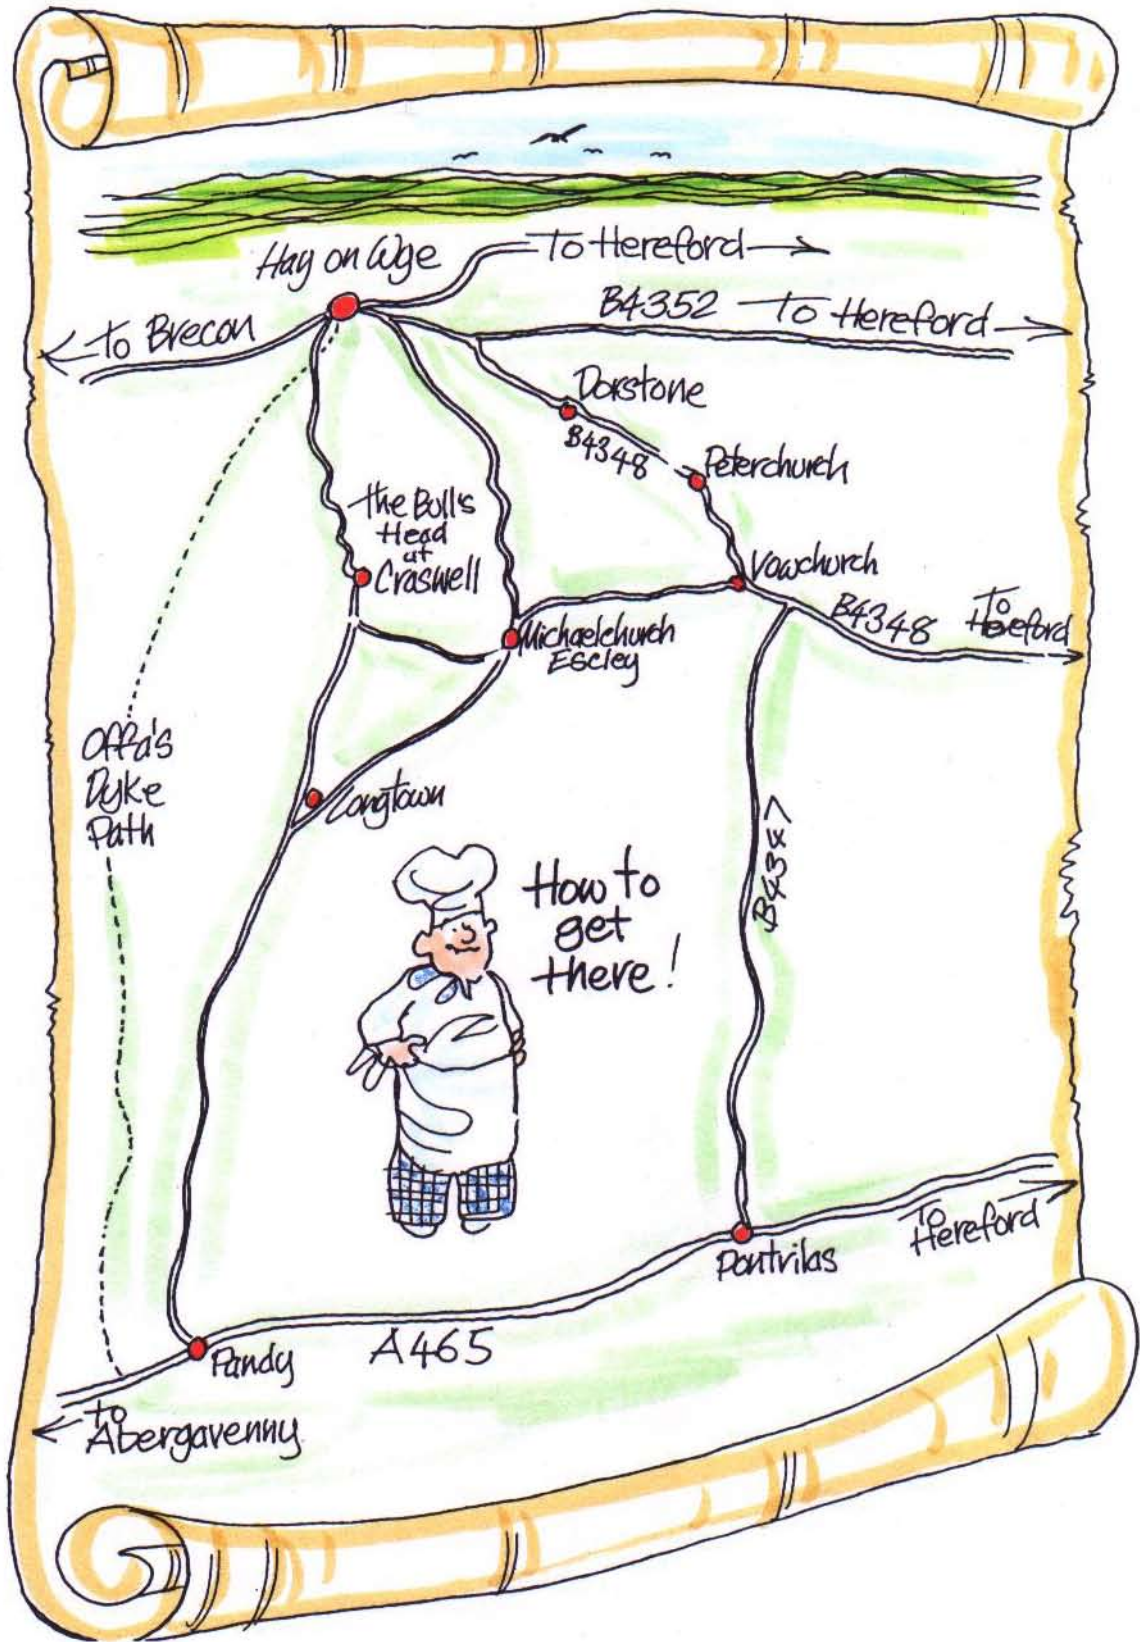 Hay on Wye
To Hereford
B4352 To Hereford
To Brecon
Dorstone
B4348
Peterchurch
the Bull's
Head
at
Craswell
Vowchurch
B4348
To
Hereford
Michaelchurch
Escley
Offa's
Dyke
Path
Longtown
B4347
How to
get
there!
To
Hereford
Pontrilas
Pandy
A465
to
Abergavenny